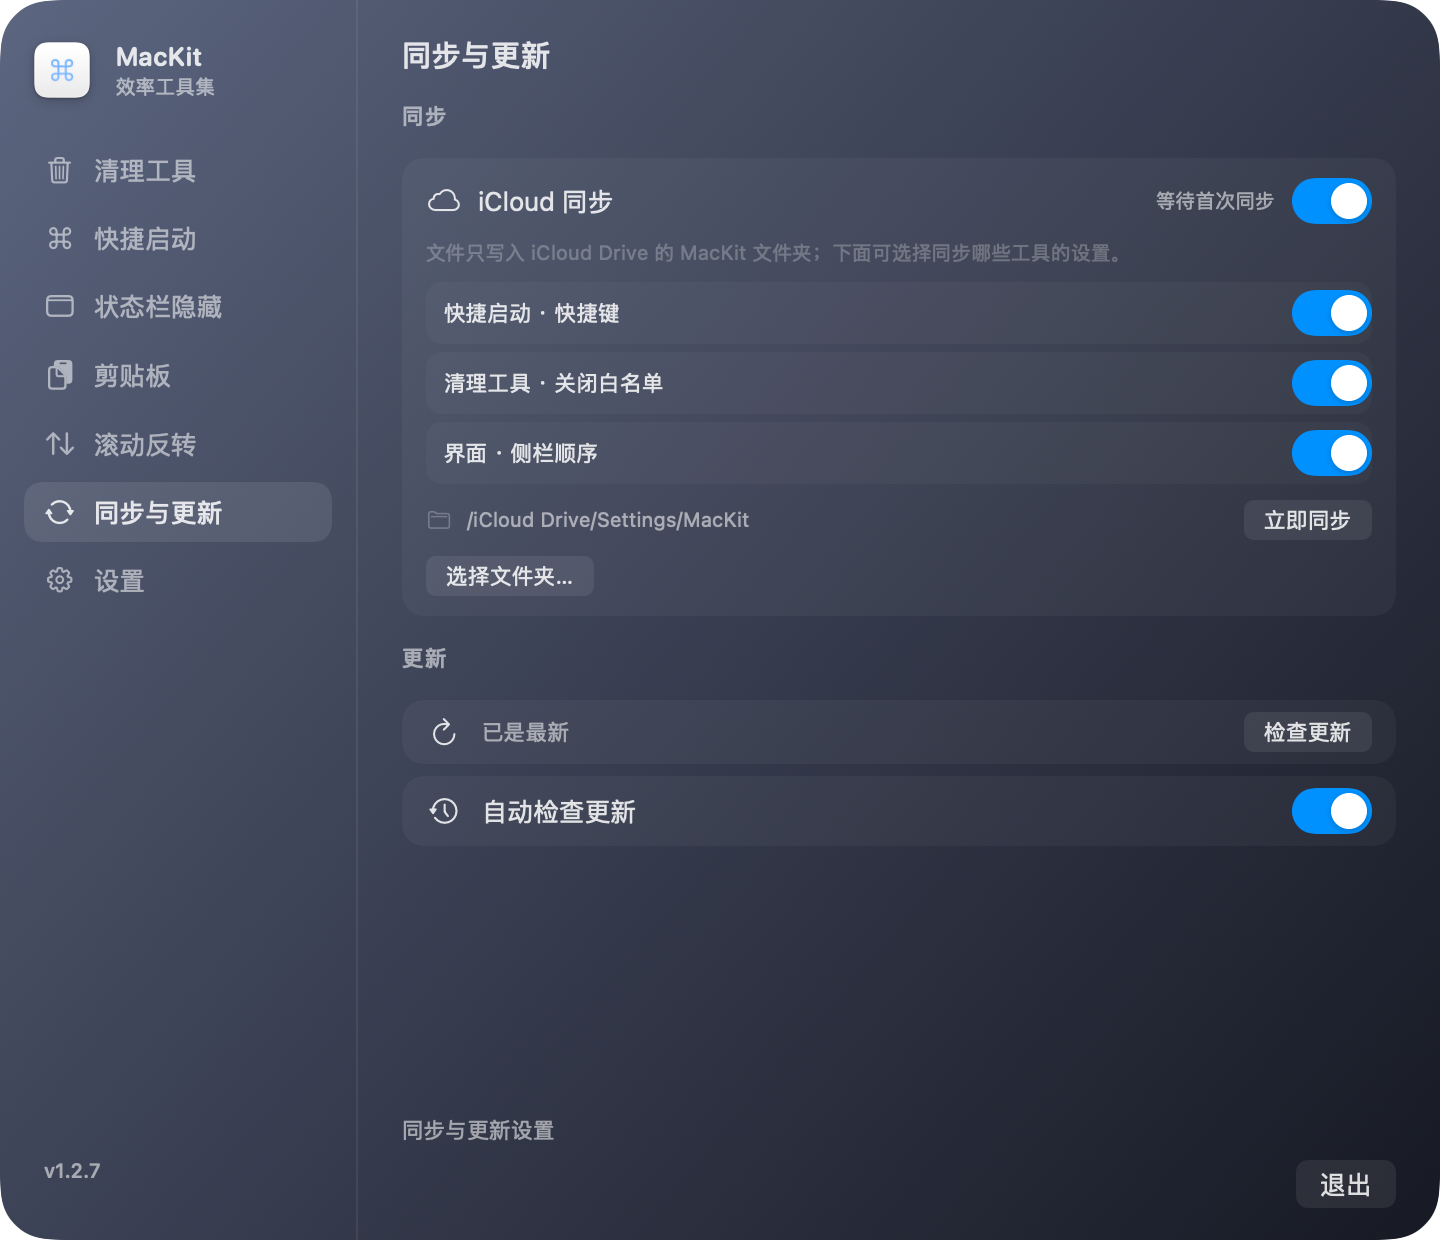 MacKit
效率工具集
清理工具
快捷启动
状态栏隐藏
剪贴板
滚动反转
同步与更新
设置
v1.2.7
同步与更新
同步
iCloud 同步
等待首次同步
文件只写入 iCloud Drive 的 MacKit 文件夹；下面可选择同步哪些工具的设置。
快捷启动 · 快捷键
清理工具 · 关闭白名单
界面 · 侧栏顺序
/iCloud Drive/Settings/MacKit
立即同步
选择文件夹...
更新
已是最新
检查更新
自动检查更新
同步与更新设置
退出